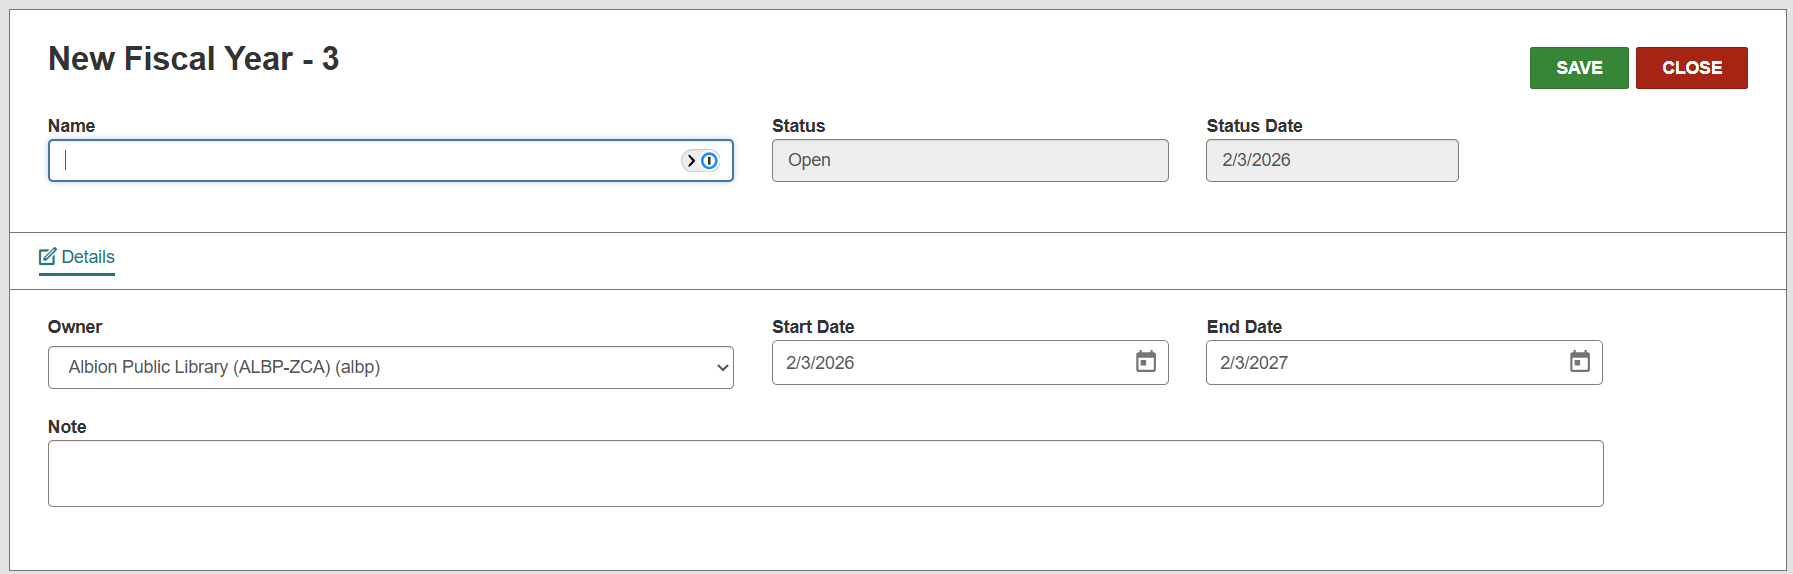 New Fiscal Year - 3
SAVE CLOSE
Name Status Status Date
Open 2/3/2026
Details
Owner Start Date End Date
Albion Public Library (ALBP-ZCA) (albp) 2/3/2026 2/3/2027
Note